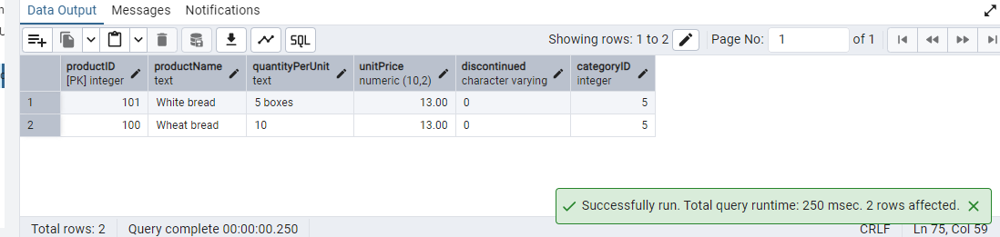 Data Output Messages Notifications
SQL Showing rows: 1 to 2 Page No: 1 of 1
productID productName quantityPerUnit unitPrice discontinued categoryID
[PK] integer text text numeric (10,2) character varying integer
1 101 White bread 5 boxes 13.00 0 5
2 100 Wheat bread 10 13.00 0 5
Successfully run. Total query runtime: 250 msec. 2 rows affected.
Total rows: 2 Query complete 00:00:00.250 CRLF Ln 75, Col 59